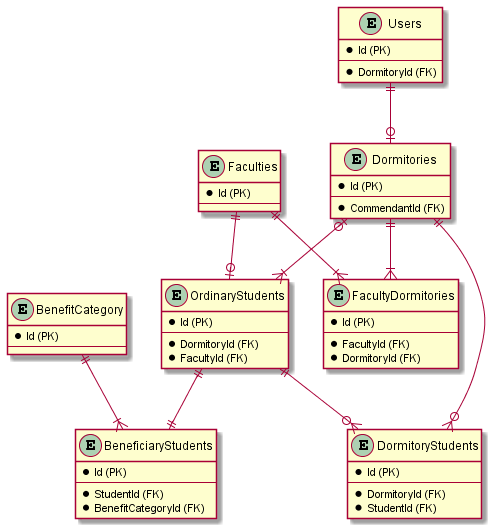 E Users
Id (PK)
DormitoryId (FK)
E Faculties
Id (PK)
E Dormitories
Id (PK)
CommendantId (FK)
E BenefitCategory
Id (PK)
E OrdinaryStudents
Id (PK)
DormitoryId (FK)
FacultyId (FK)
E FacultyDormitories
Id (PK)
FacultyId (FK)
DormitoryId (FK)
E BeneficiaryStudents
Id (PK)
StudentId (FK)
BenefitCategoryId (FK)
E DormitoryStudents
Id (PK)
DormitoryId (FK)
StudentId (FK)